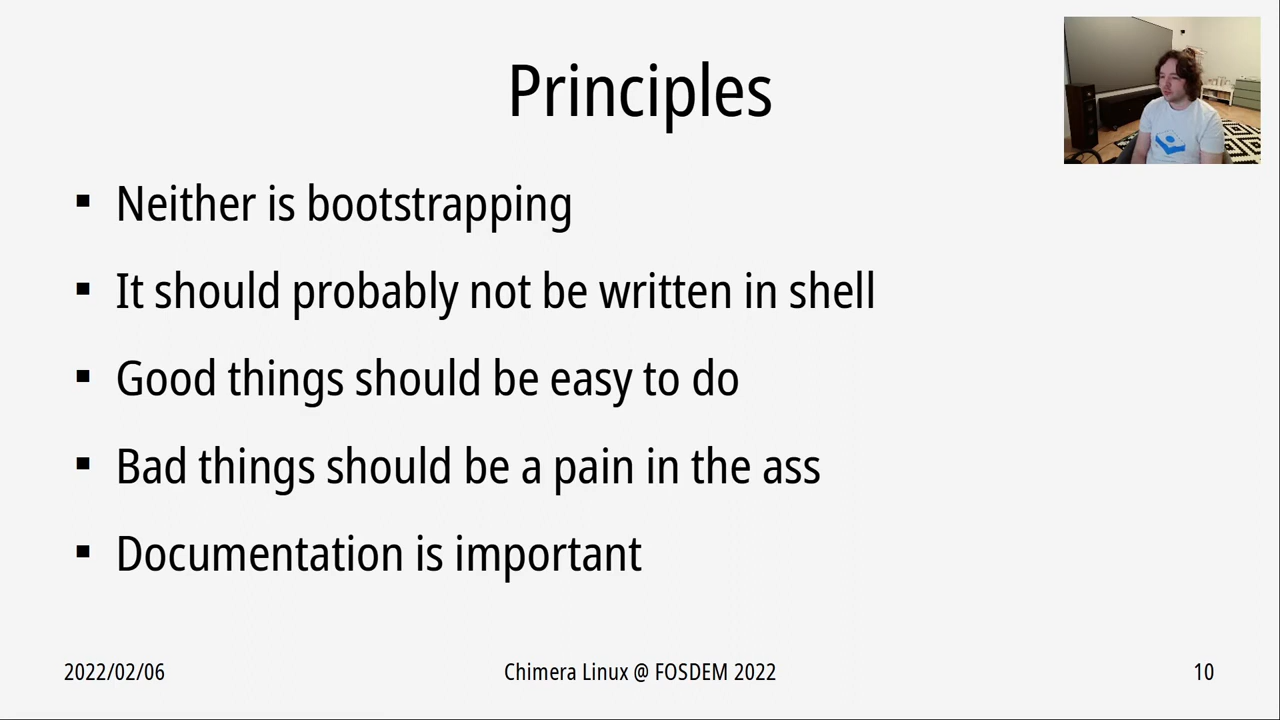 Principles
▪ Neither is bootstrapping
▪ It should probably not be written in shell
▪ Good things should be easy to do
▪ Bad things should be a pain in the ass
▪ Documentation is important
2022/02/06
Chimera Linux @ FOSDEM 2022
10